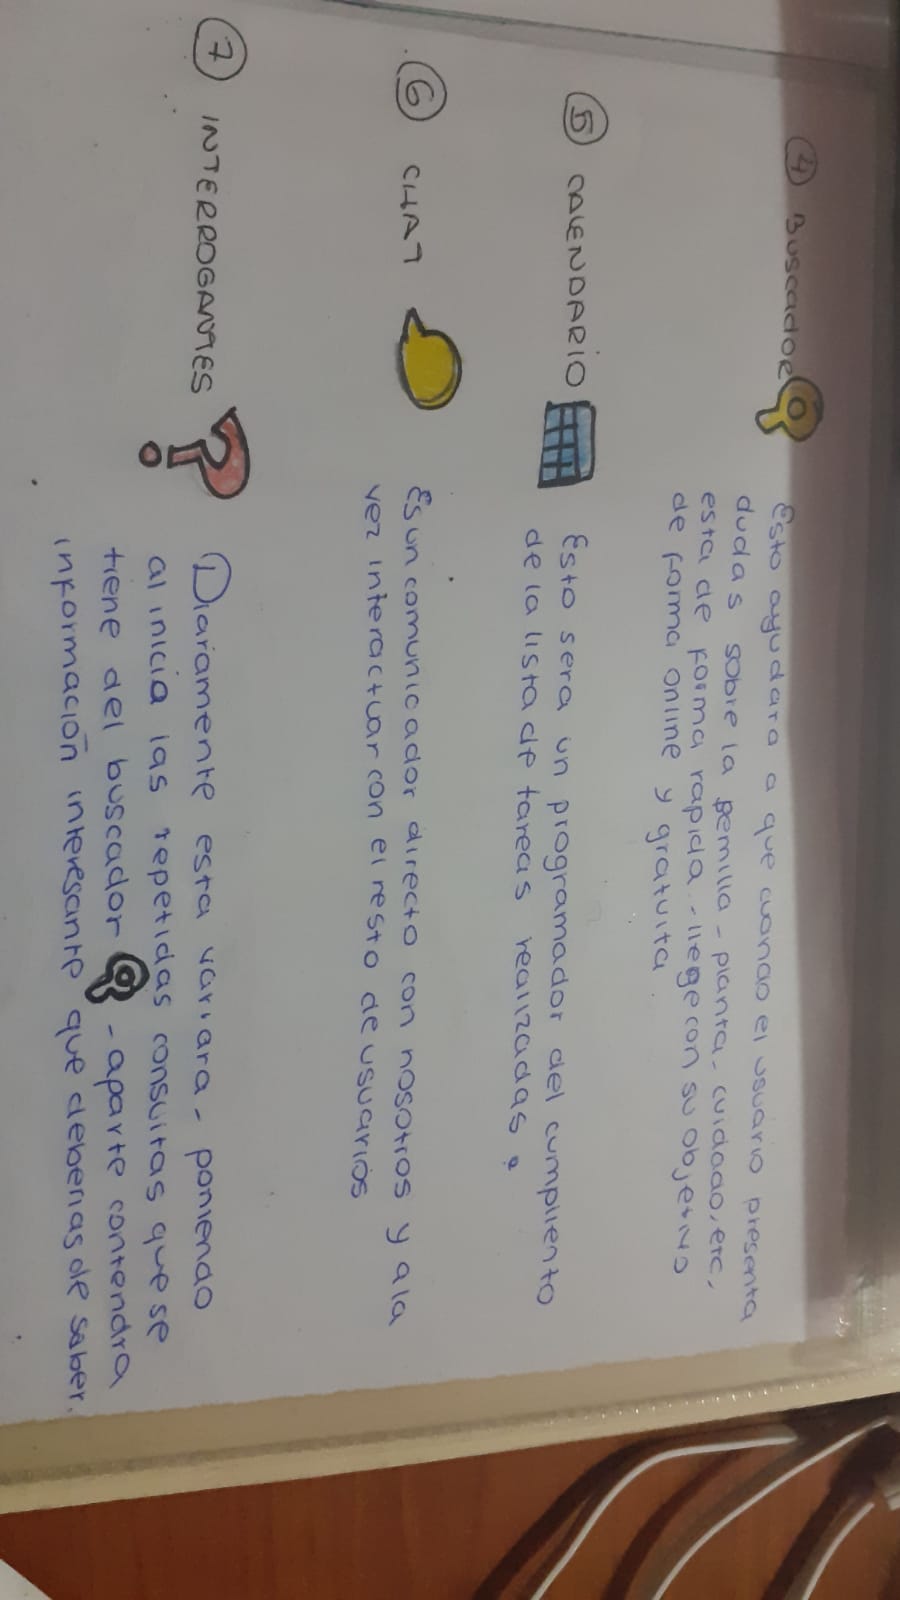 4 Buscador
Esto ayudara a que cuando el usuario presenta
dudas sobre la semilla - planta - cuidado, etc,
esta de forma rapida - llege con su objetivo
de forma online y gratuita.
5 CALENDARIO
Esto sera un programador del cumpliento
de la lista de tareas realizadas.
6 CHAT
Es un comunicador directo con nosotros y a la
vez interactuar con el resto de usuarios
7 INTERROGANTES ?
Diaramente esta variara - poniendo
al inicia las repetidas consultas que se
tiene del buscador - aparte contendra
información interesante que deberias de saber.